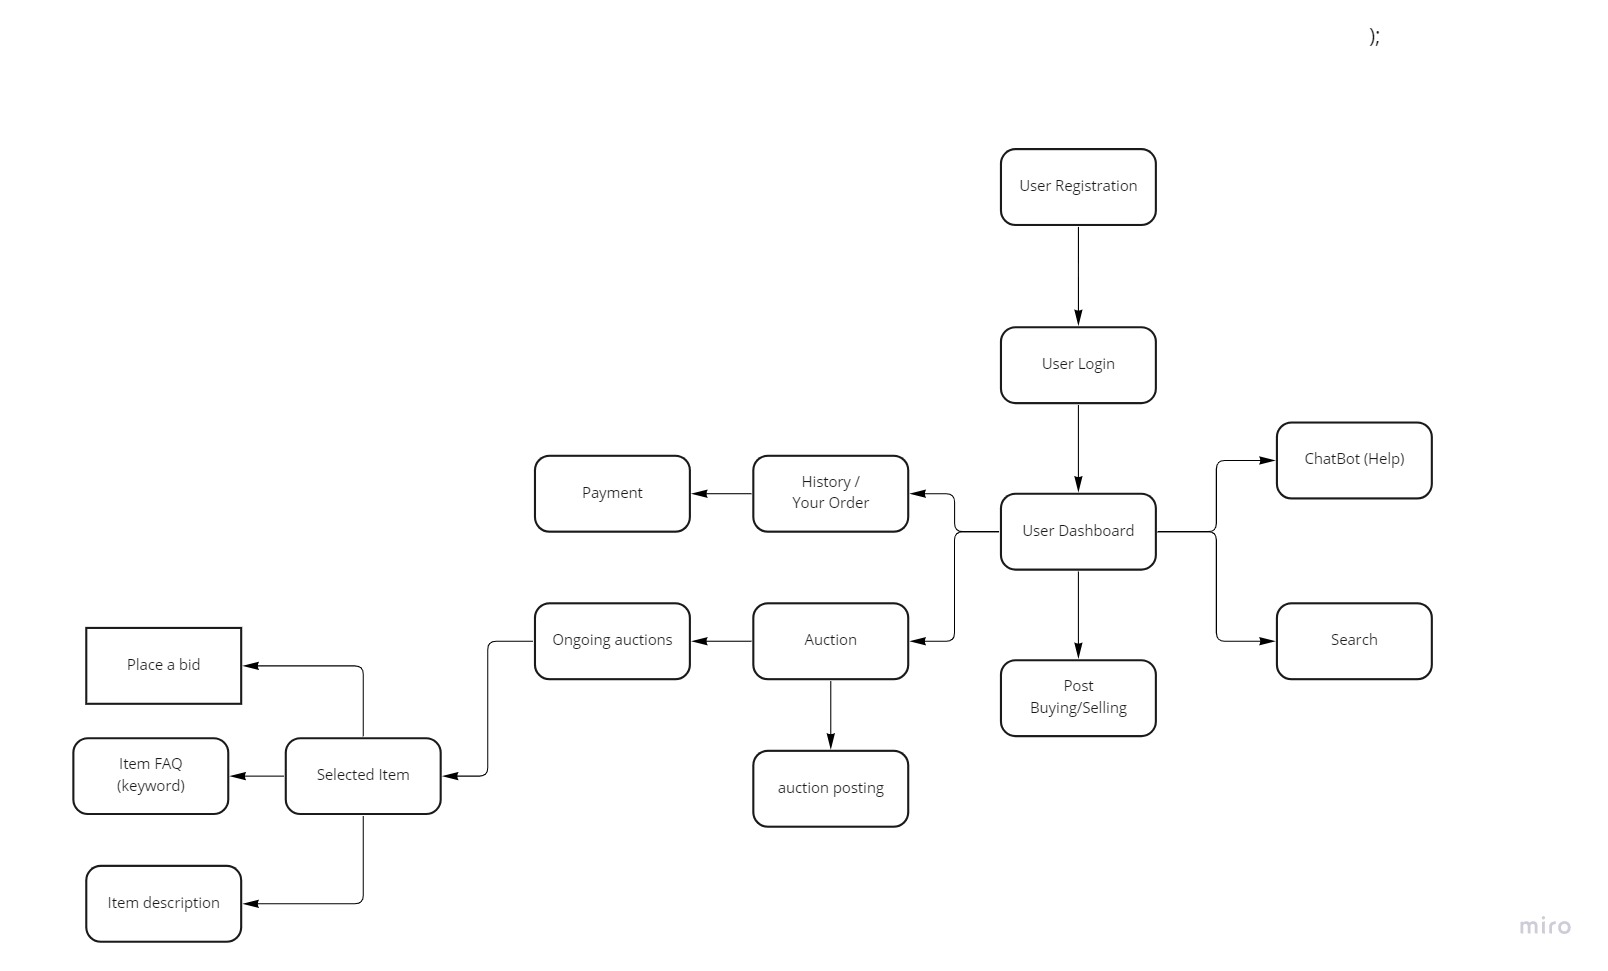 );
User Registration
User Login
ChatBot (Help)
Payment
History /
Your Order
User Dashboard
Ongoing auctions
Auction
Search
Place a bid
Post
Buying/Selling
Item FAQ
(keyword)
Selected Item
auction posting
Item description
miro